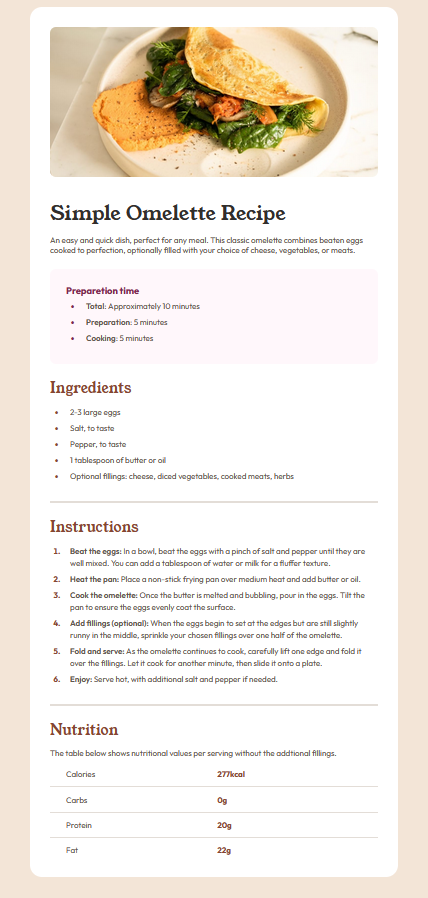 Simple Omelette Recipe
An easy and quick dish, perfect for any meal. This classic omelette combines beaten eggs
cooked to perfection, optionally filled with your choice of cheese, vegetables, or meats.
Preparetion time
• Total: Approximately 10 minutes
• Preparation: 5 minutes
• Cooking: 5 minutes
Ingredients
• 2-3 large eggs
• Salt, to taste
• Pepper, to taste
• 1 tablespoon of butter or oil
• Optional fillings: cheese, diced vegetables, cooked meats, herbs
Instructions
1. Beat the eggs: In a bowl, beat the eggs with a pinch of salt and pepper until they are
well mixed. You can add a tablespoon of water or milk for a fluffer texture.
2. Heat the pan: Place a non-stick frying pan over medium heat and add butter or oil.
3. Cook the omelette: Once the butter is melted and bubbling, pour in the eggs. Tilt the
pan to ensure the eggs evenly coat the surface.
4. Add fillings (optional): When the eggs begin to set at the edges but are still slightly
runny in the middle, sprinkle your chosen fillings over one half of the omelette.
5. Fold and serve: As the omelette continues to cook, carefully lift one edge and fold it
over the fillings. Let it cook for another minute, then slide it onto a plate.
6. Enjoy: Serve hot, with additional salt and pepper if needed.
Nutrition
The table below shows nutritional values per serving without the addtional fillings.
Calories 277kcal
Carbs 0g
Protein 20g
Fat 22g